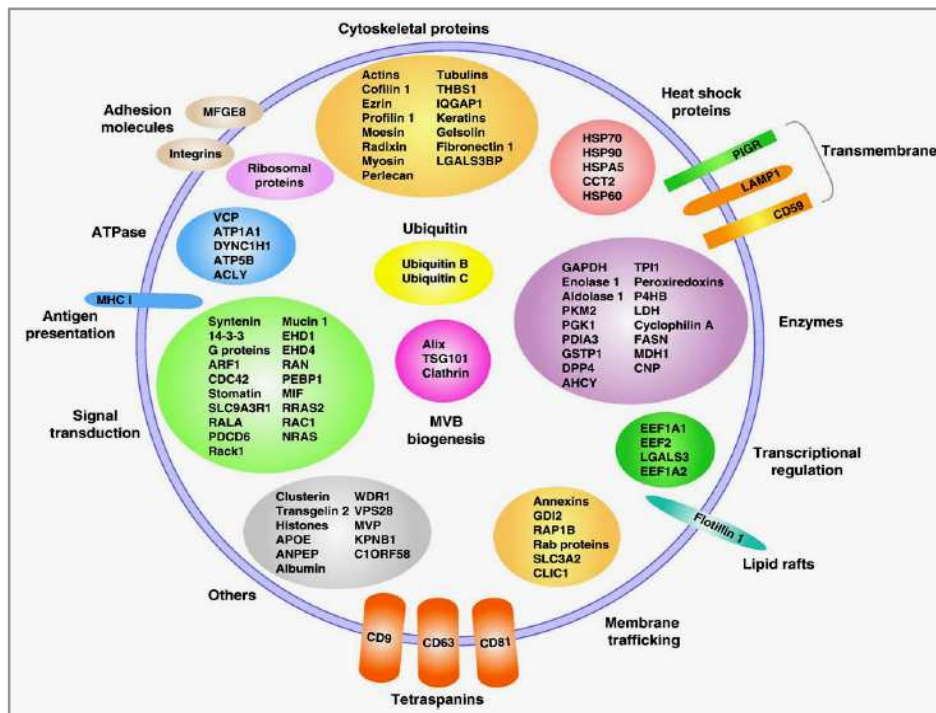 Cytoskeletal proteins
Actins
Cofilin 1
Ezrin
Profilin 1
Moesin
Radixin
Myosin
Perlecan
Tubulins
THBS1
IQGAP1
Keratins
Gelsolin
Fibronectin 1
LGALS3BP
Adhesion
molecules
MFGE8
Integrins
Ribosomal
proteins
Heat shock
proteins
HSP70
HSP90
HSPA5
CCT2
HSP60
PIGR
LAMP1
CD59
Transmembrane
ATPase
VCP
ATP1A1
DYNC1H1
ATP5B
ACLY
Ubiquitin
Ubiquitin B
Ubiquitin C
MHC I
Antigen
presentation
GAPDH
Enolase 1
Aldolase 1
PKM2
PGK1
PDIA3
GSTP1
DPP4
AHCY
TPI1
Peroxiredoxins
P4HB
LDH
Cyclophilin A
FASN
MDH1
CNP
Enzymes
Signal
transduction
Syntenin
14-3-3
G proteins
ARF1
CDC42
Stomatin
SLC9A3R1
RALA
PDCD6
Rack1
Mucin 1
EHD1
EHD4
RAN
PEBP1
MIF
RRAS2
RAC1
NRAS
Alix
TSG101
Clathrin
MVB
biogenesis
EEF1A1
EEF2
LGALS3
EEF1A2
Transcriptional
regulation
Flotillin 1
Lipid rafts
Clusterin
Transgelin 2
Histones
APOE
ANPEP
Albumin
WDR1
VPS28
MVP
KPNB1
C1ORF58
Others
Annexins
GDI2
RAP1B
Rab proteins
SLC3A2
CLIC1
Membrane
trafficking
CD9
CD63
CD81
Tetraspanins